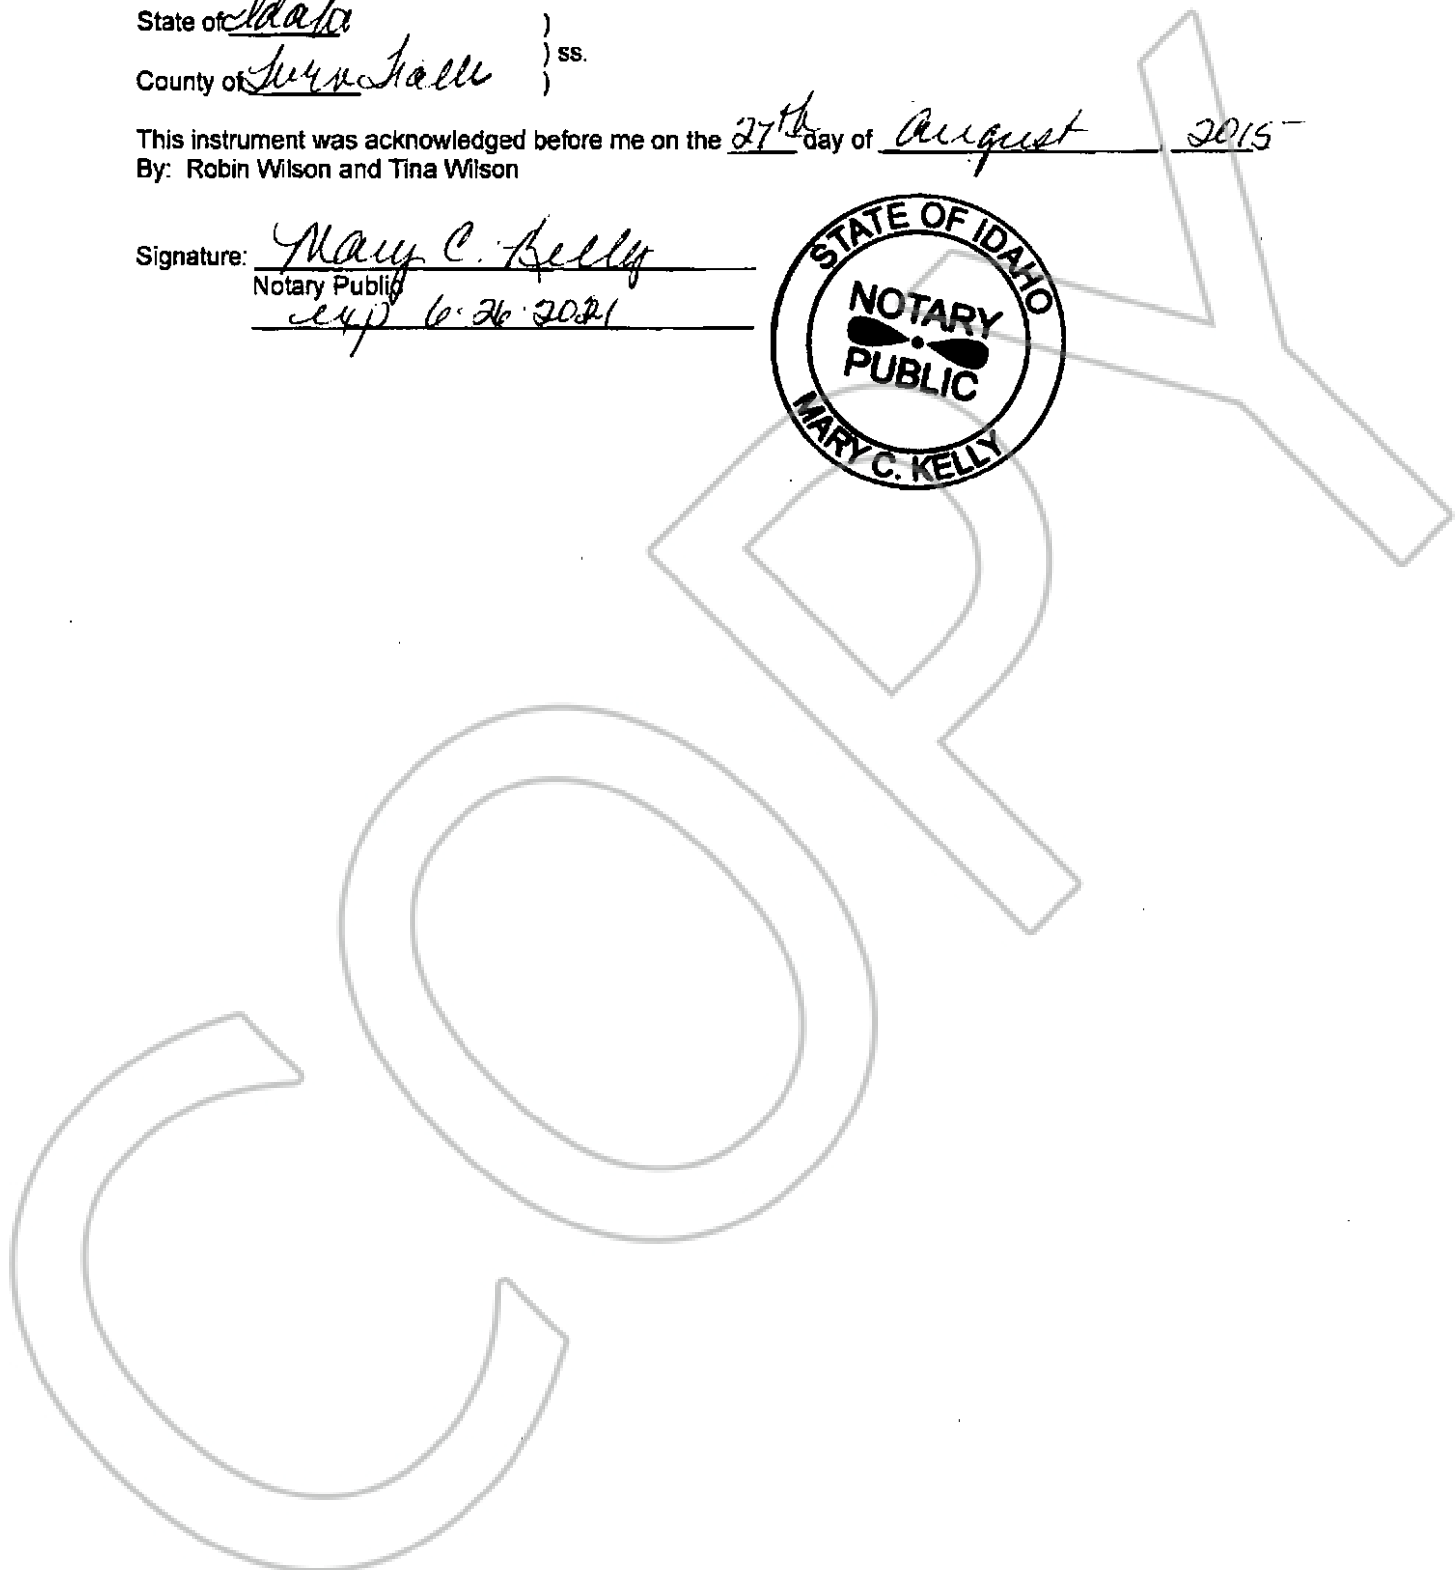 State of Idaho )
) ss.
County of Twin Falls )
This instrument was acknowledged before me on the 27th day of August 2015
By: Robin Wilson and Tina Wilson
Signature: Mary C. Kelly
Notary Public
exp 6-26-2021
STATE OF IDAHO
NOTARY
PUBLIC
MARY C. KELLY
COPY